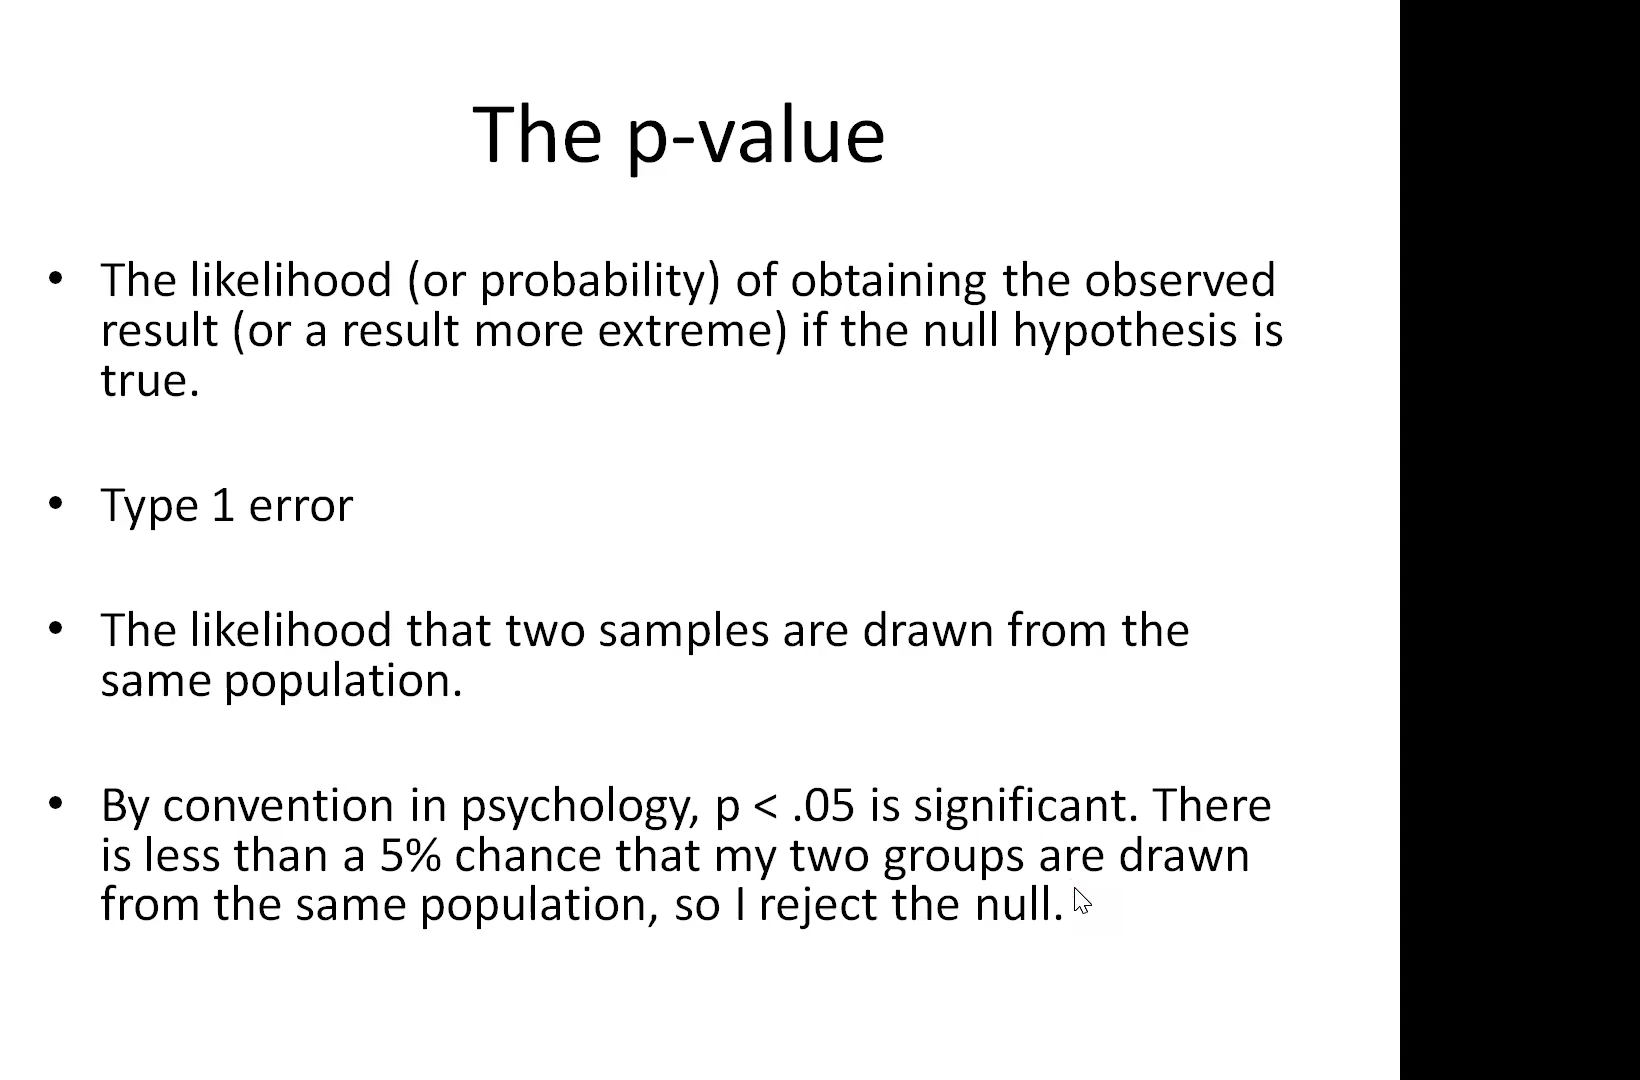 The p-value
• The likelihood (or probability) of obtaining the observed
result (or a result more extreme) if the null hypothesis is
true.
• Type 1 error
• The likelihood that two samples are drawn from the
same population.
• By convention in psychology, p < .05 is significant. There
is less than a 5% chance that my two groups are drawn
from the same population, so I reject the null.